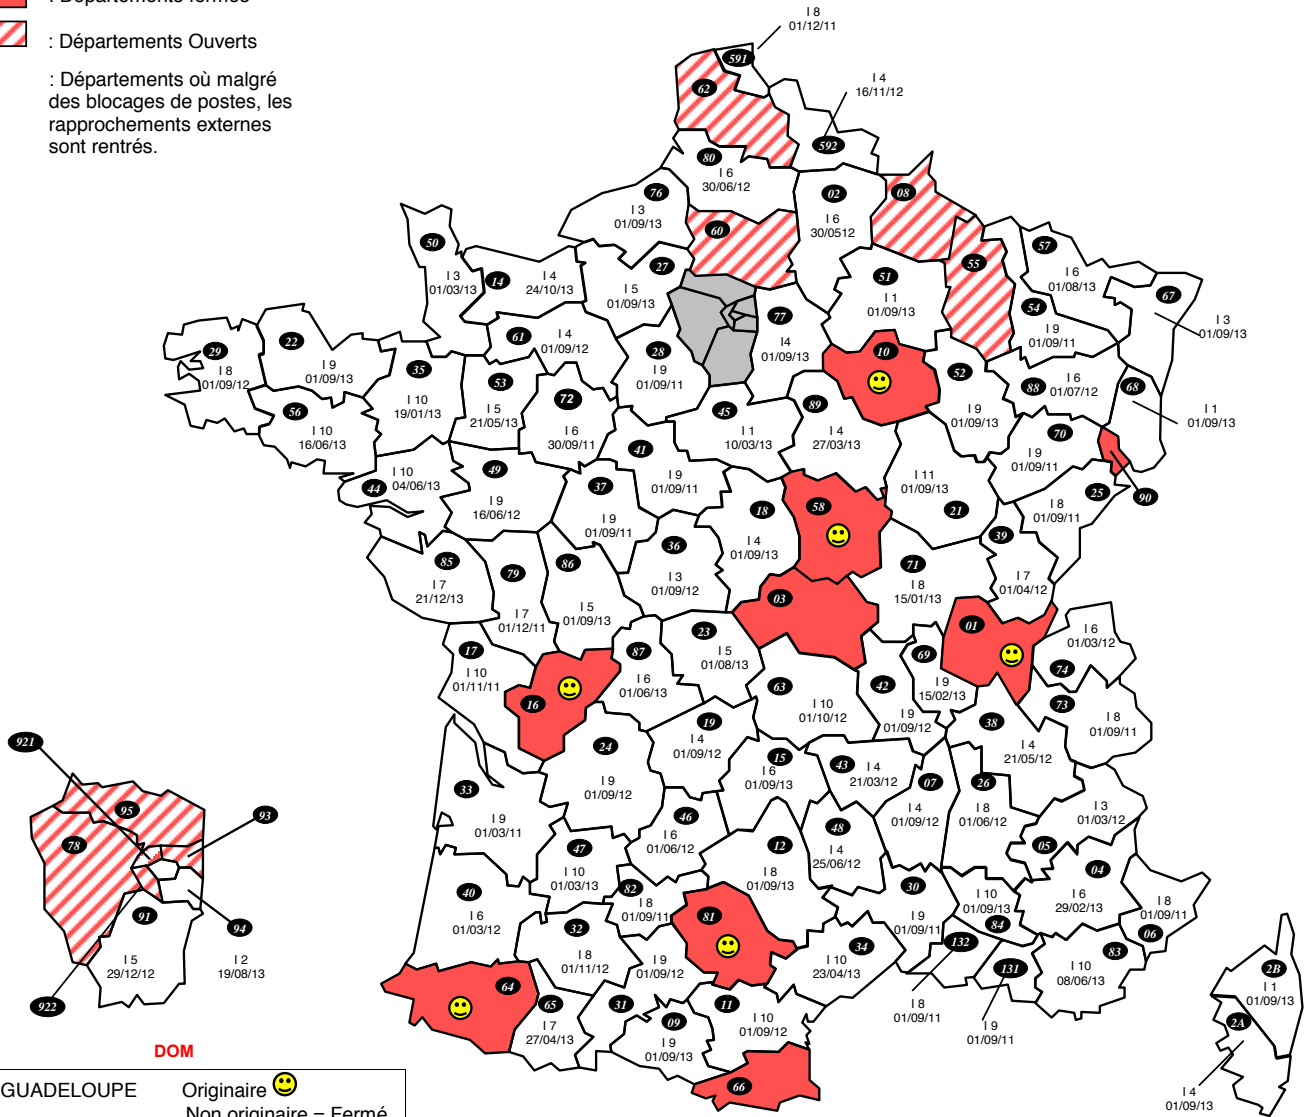 : Départements fermés
: Départements Ouverts
: Départements où malgré
des blocages de postes, les
rapprochements externes
sont rentrés.
I 8
01/12/11
591
62
I 4
16/11/12
592
80
I 6
30/06/12
76
I 3
01/09/13
02
I 6
30/0512
08
60
50
I 3
01/03/13
14
I 4
24/10/13
27
I 5
01/09/13
51
I 1
01/09/13
55
57
I 6
01/08/13
54
I 9
01/09/11
67
I 3
01/09/13
77
I4
01/09/13
29
I 8
01/09/12
22
I 9
01/09/13
61
I 4
01/09/12
28
I 9
01/09/11
10
35
I 10
19/01/13
53
I 5
21/05/13
72
I 6
30/09/11
52
I 9
01/09/13
88
I 6
01/07/12
68
I 1
01/09/13
56
I 10
16/06/13
45
I 1
10/03/13
89
I 4
27/03/13
70
I 9
01/09/11
41
I 9
01/09/11
44
I 10
04/06/13
49
I 9
16/06/12
37
I 9
01/09/11
18
I 4
01/09/13
58
I 11
01/09/13
21
25
I 8
01/09/11
90
39
I 7
01/04/12
85
I 7
21/12/13
79
I 7
01/12/11
86
I 5
01/09/13
36
I 3
01/09/12
03
71
I 8
15/01/13
01
I 6
01/03/12
74
17
I 10
01/11/11
16
87
I 6
01/06/13
23
I 5
01/08/13
63
I 10
01/10/12
42
I 9
01/09/12
69
I 9
15/02/13
73
I 8
01/09/11
38
I 4
21/05/12
24
I 9
01/09/12
19
I 4
01/09/12
15
I 6
01/09/13
43
I 4
21/03/12
07
I 4
01/09/12
26
I 8
01/06/12
I 3
01/03/12
05
33
I 9
01/03/11
46
I 6
01/06/12
47
I 10
01/03/13
12
I 8
01/09/13
48
I 4
25/06/12
04
I 6
29/02/13
40
I 6
01/03/12
82
I 8
01/09/11
81
30
I 9
01/09/11
I 10
01/09/13
84
I 8
01/09/11
06
32
I 8
01/11/12
I 9
01/09/12
31
34
I 10
23/04/13
132
I 8
01/09/11
131
I 9
01/09/11
83
I 10
08/06/13
64
65
I 7
27/04/13
09
I 9
01/09/13
11
I 10
01/09/12
66
2B
I 1
01/09/13
2A
I 4
01/09/13
921
95
93
78
91
I 5
29/12/12
94
I 2
19/08/13
922
DOM
GUADELOUPE Originaire
Non originaire = Fermé